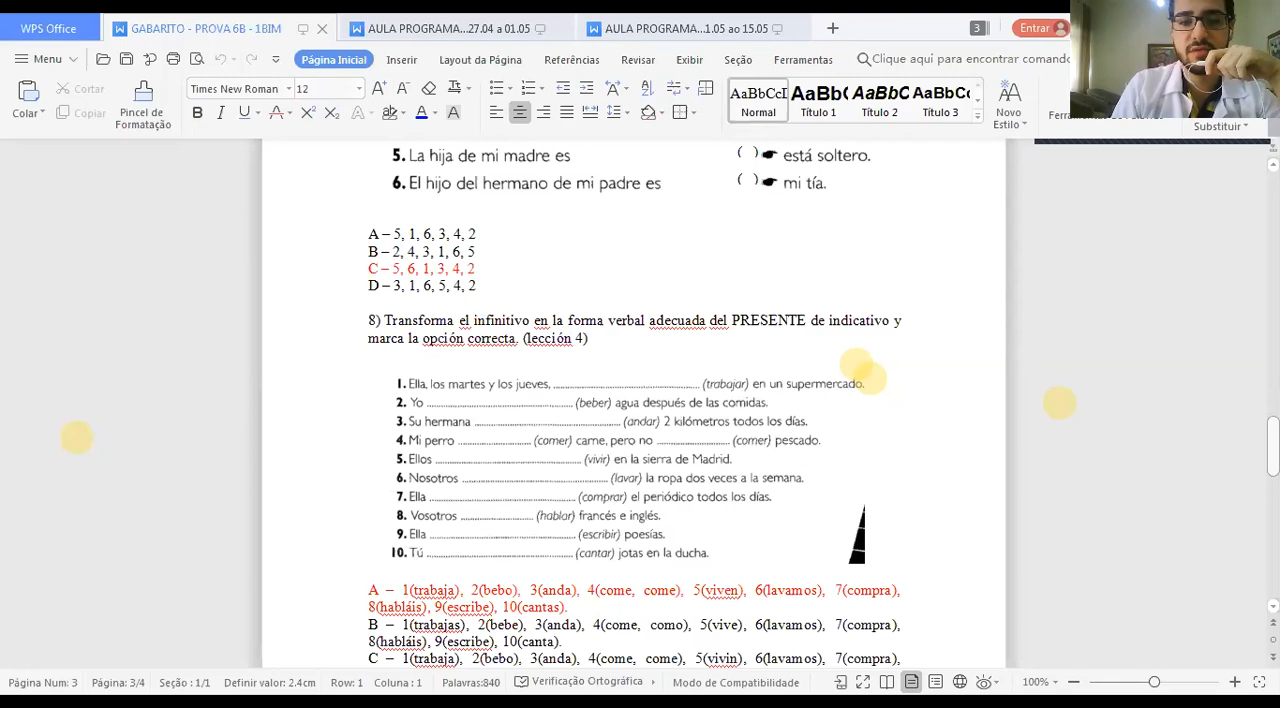 WPS Office
GABARITO - PROVA 6B - 1BIM
AULA PROGRAMA...27.04 a 01.05
AULA PROGRAMA...1.05 ao 15.05
3
Entrar
Menu
Página Inicial
Inserir
Layout da Página
Referências
Revisar
Exibir
Seção
Ferramentas
Clique aqui para encontrar comando
Colar
Cortar
Copiar
Pincel de
Formatação
Times New Roman
12
AaBbCcD
Normal
AaBb
Título 1
AaBbC
Título 2
AaBbC
Título 3
Novo
Estilo
Substituir
5. La hija de mi madre es ( ) está soltero.
6. El hijo del hermano de mi padre es ( ) mi tía.
A – 5, 1, 6, 3, 4, 2
B – 2, 4, 3, 1, 6, 5
C – 5, 6, 1, 3, 4, 2
D – 3, 1, 6, 5, 4, 2
8) Transforma el infinitivo en la forma verbal adecuada del PRESENTE de indicativo y
marca la opción correcta. (lección 4)
1. Ella, los martes y los jueves, .................... (trabajar) en un supermercado.
2. Yo .................... (beber) agua después de las comidas.
3. Su hermana .................... (andar) 2 kilómetros todos los días.
4. Mi perro .................... (comer) carne, pero no .................... (comer) pescado.
5. Ellos .................... (vivir) en la sierra de Madrid.
6. Nosotros .................... (lavar) la ropa dos veces a la semana.
7. Ella .................... (comprar) el periódico todos los días.
8. Vosotros .................... (hablar) francés e inglés.
9. Ella .................... (escribir) poesías.
10. Tú .................... (cantar) jotas en la ducha.
A – 1(trabaja), 2(bebo), 3(anda), 4(come, come), 5(viven), 6(lavamos), 7(compra),
8(habláis), 9(escribe), 10(cantas).
B – 1(trabajas), 2(bebe), 3(anda), 4(come, como), 5(vive), 6(lavamos), 7(compra),
8(habláis), 9(escribe), 10(canta).
C – 1(trabaja), 2(bebo), 3(anda), 4(come, come), 5(vivin), 6(lavamos), 7(compra),
Página Num: 3
Página: 3/4
Seção : 1/1
Definir valor: 2.4cm
Row: 1
Coluna : 1
Palavras:840
Verificação Ortográfica
Modo de Compatibilidade
100%